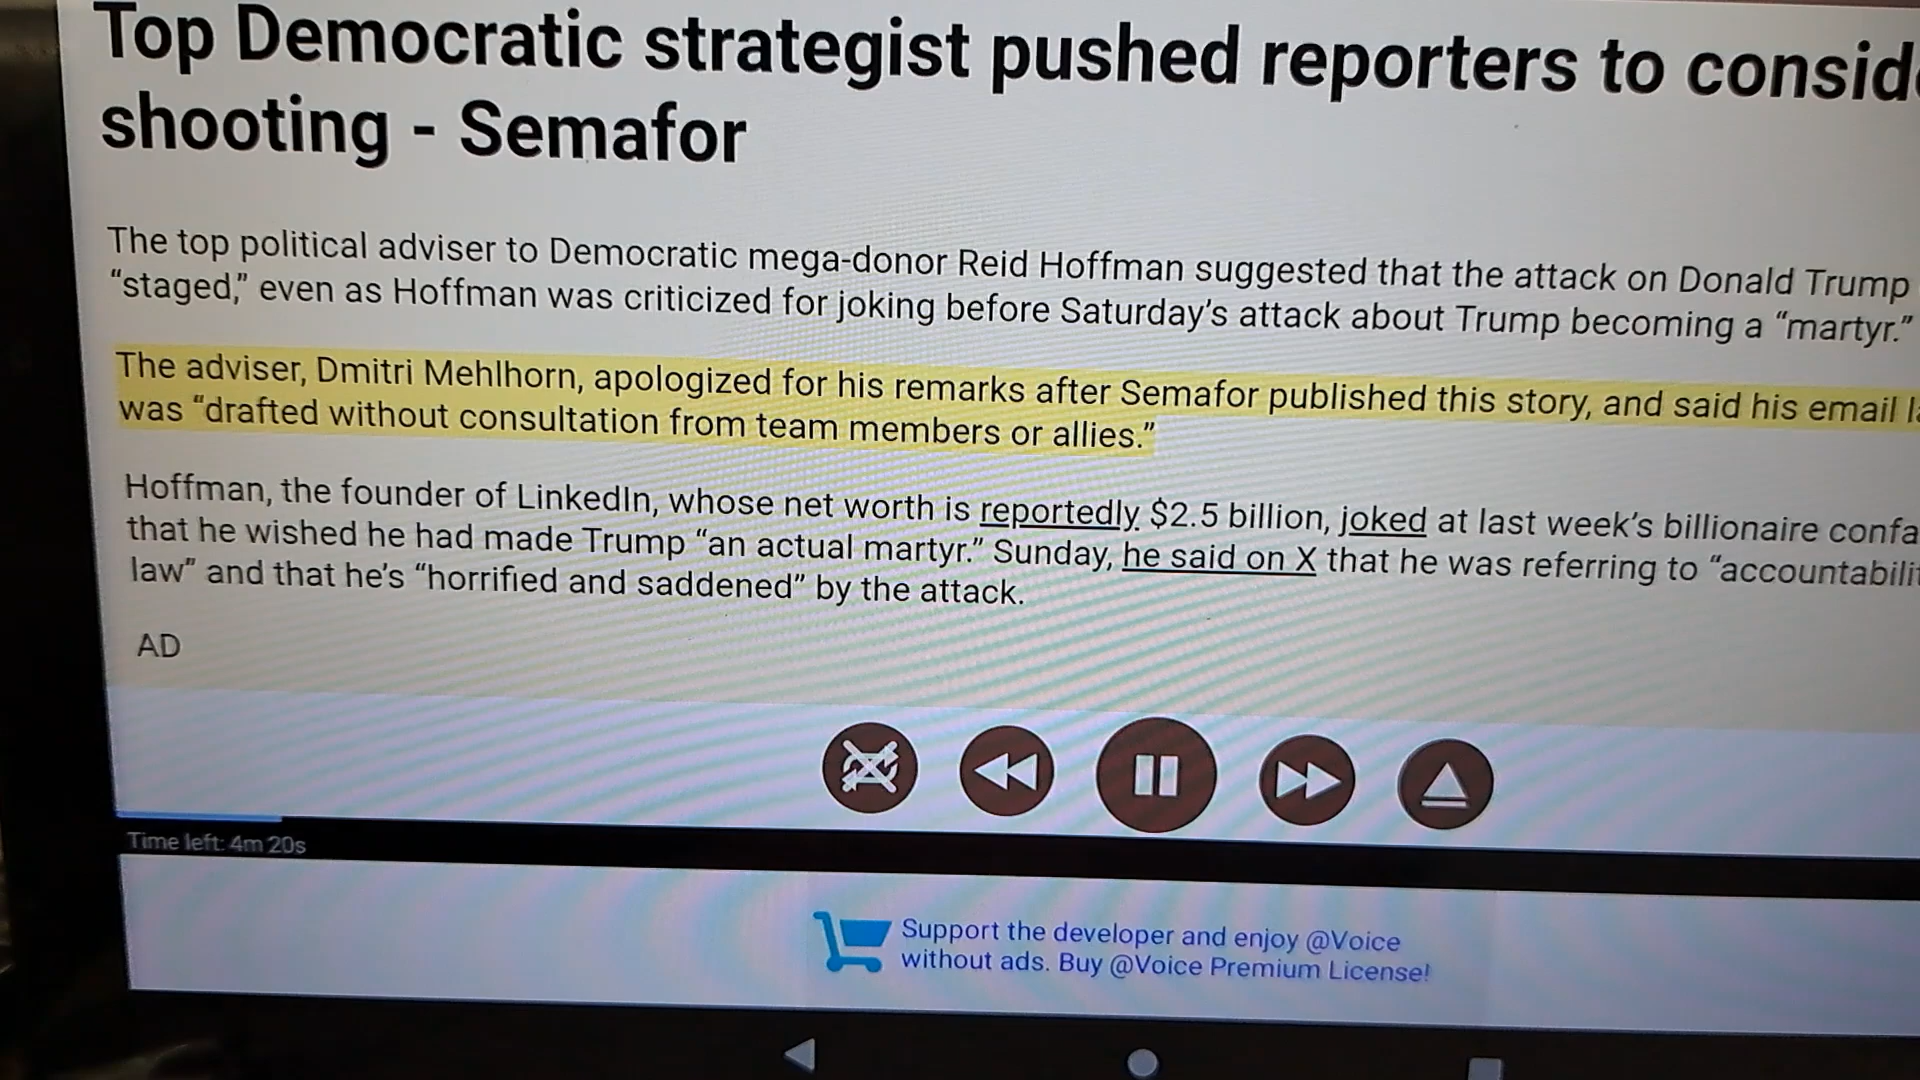 Top Democratic strategist pushed reporters to
shooting - Semafor
The top political adviser to Democratic mega-donor Reid Hoffman suggested that the attack on Donald Trump
“staged,” even as Hoffman was criticized for joking before Saturday’s attack about Trump becoming a “martyr.”
The adviser, Dmitri Mehlhorn, apologized for his remarks after Semafor published this story, and said his email
was “drafted without consultation from team members or allies.”
Hoffman, the founder of LinkedIn, whose net worth is reportedly $2.5 billion, joked at last week’s billionaire
that he wished he had made Trump “an actual martyr.” Sunday, he said on X that he was referring to
law” and that he’s “horrified and saddened” by the attack.
AD
Time left: 4m 20s
Support the developer and enjoy @Voice
without ads. Buy @Voice Premium License!